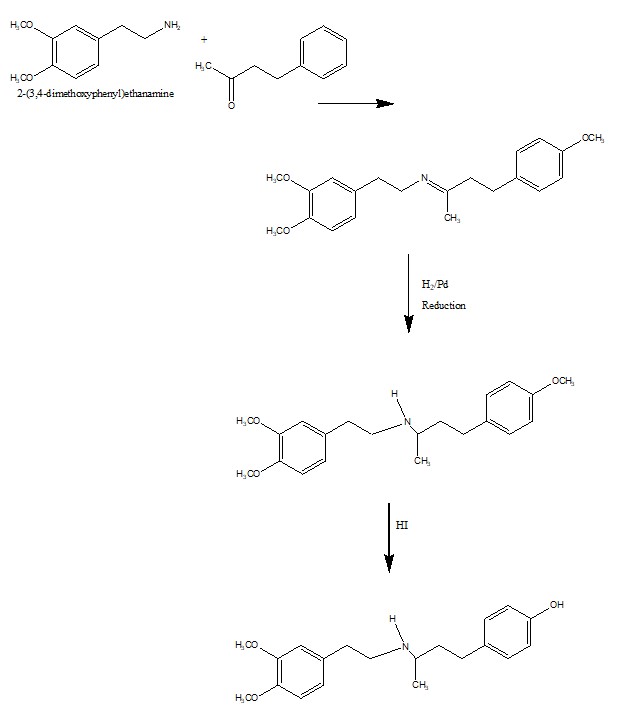 H₃CO NH₂
+
H₃C
H₃CO
O
2-(3,4-dimethoxyphenyl)ethanamine
OCH₃
H₃CO N
H₃CO CH₃
H₂/Pd
Reduction
OCH₃
H
H₃CO N
H₃CO CH₃
HI
OH
H
H₃CO N
H₃CO CH₃